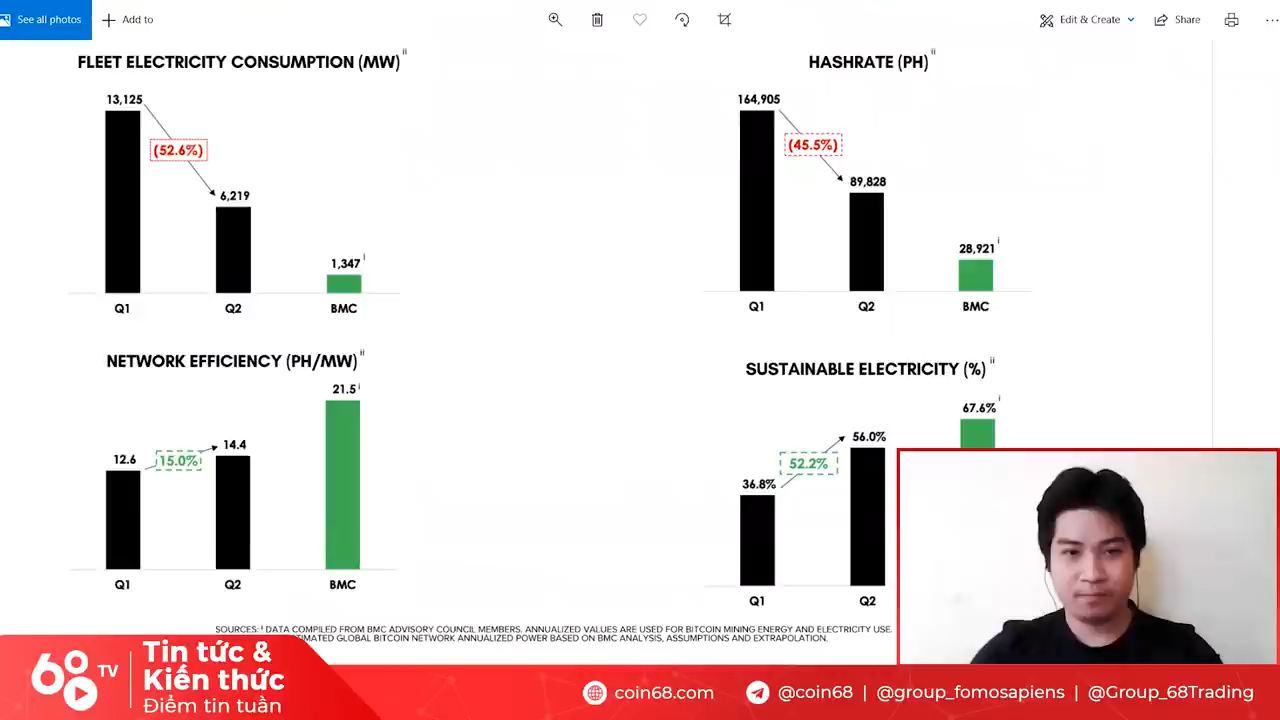 See all photos
Add to
Edit & Create
Share
FLEET ELECTRICITY CONSUMPTION (MW) ii
13,125
(52.6%)
6,219
1,347 i
Q1 Q2 BMC
HASHRATE (PH) ii
164,905
(45.5%)
89,828
28,921 i
Q1 Q2 BMC
NETWORK EFFICIENCY (PH/MW) ii
21.5 i
14.4
12.6
15.0%
Q1 Q2 BMC
SUSTAINABLE ELECTRICITY (%) ii
67.6% i
56.0%
52.2%
36.8%
Q1 Q2
SOURCES: i DATA COMPILED FROM BMC ADVISORY COUNCIL MEMBERS. ANNUALIZED VALUES ARE USED FOR BITCOIN MINING ENERGY AND ELECTRICITY USE.
GLOBAL BITCOIN NETWORK ANNUALIZED POWER BASED ON BMC ANALYSIS, ASSUMPTIONS AND EXTRAPOLATION.
68 TV
Tin tức &
Kiến thức
Điểm tin tuần
coin68.com
@coin68 | @group_fomosapiens | @Group_68Trading